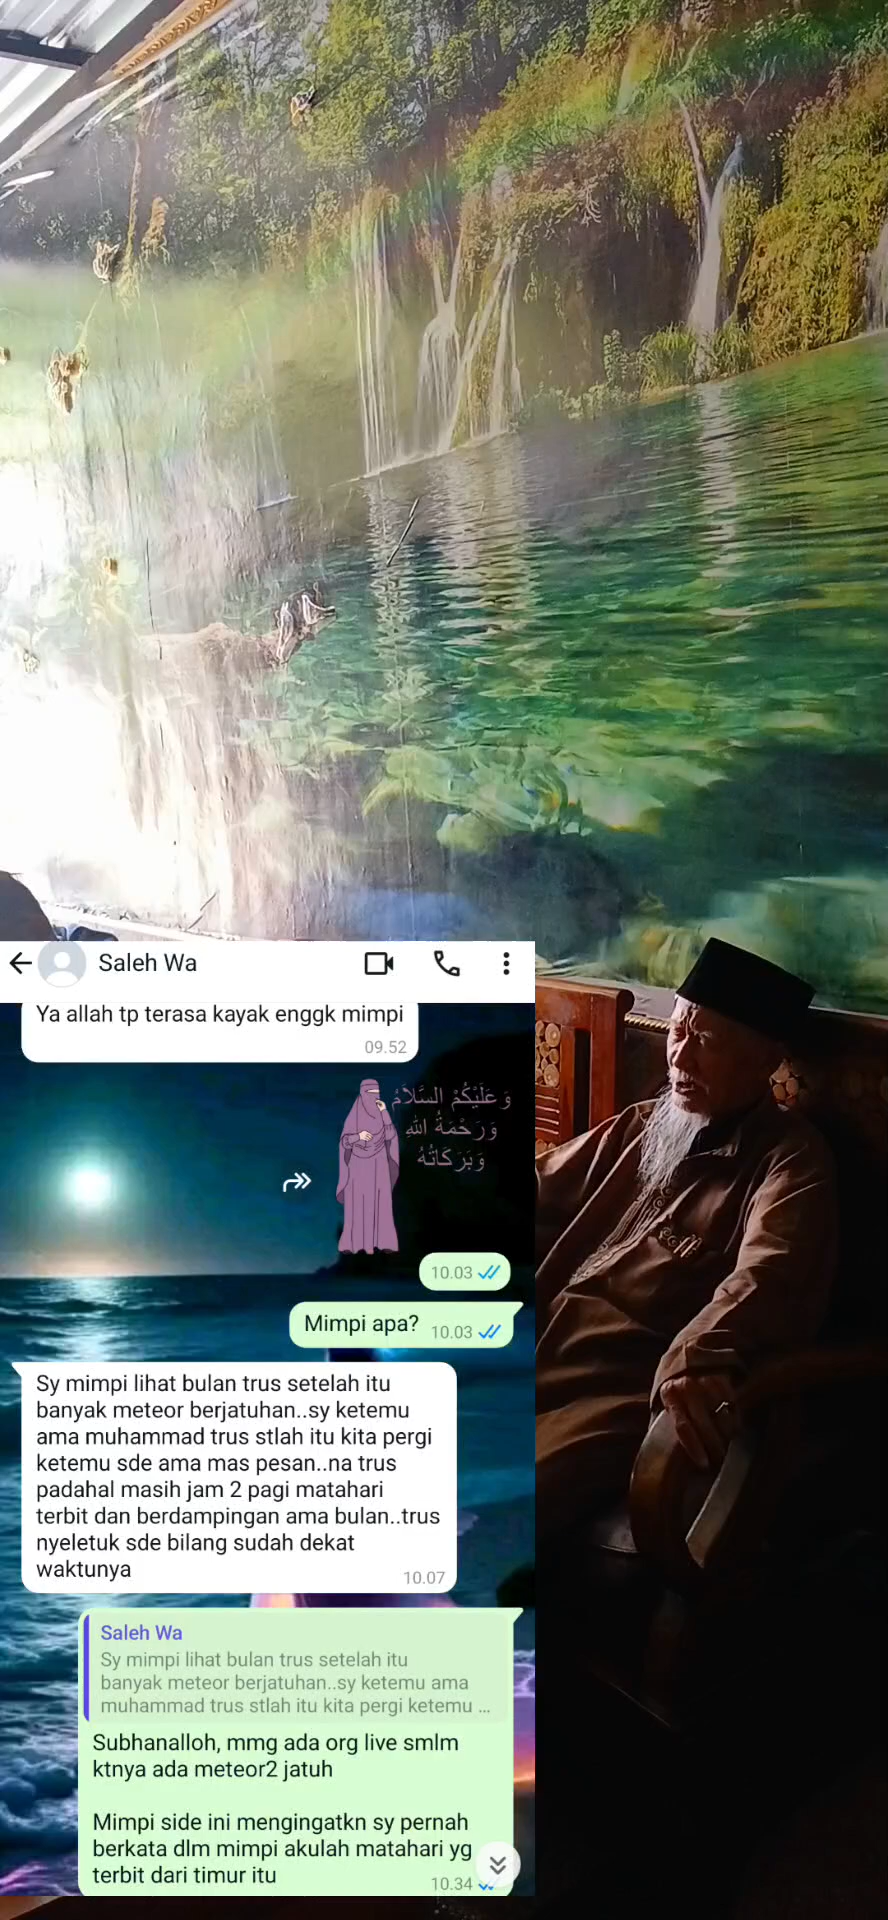 Saleh Wa
Ya allah tp terasa kayak enggk mimpi
09.52
وَعَلَيْكُمْ السَّلاَمُ
وَرَحْمَةُ اللهِ
وَبَرَكَاتُهُ
10.03
Mimpi apa?
10.03
Sy mimpi lihat bulan trus setelah itu
banyak meteor berjatuhan..sy ketemu
ama muhammad trus stlah itu kita pergi
ketemu sde ama mas pesan..na trus
padahal masih jam 2 pagi matahari
terbit dan berdampingan ama bulan..trus
nyeletuk sde bilang sudah dekat
waktunya
10.07
Saleh Wa
Sy mimpi lihat bulan trus setelah itu
banyak meteor berjatuhan..sy ketemu ama
muhammad trus stlah itu kita pergi ketemu ...
Subhanalloh, mmg ada org live smlm
ktnya ada meteor2 jatuh
Mimpi side ini mengingatkn sy pernah
berkata dlm mimpi akulah matahari yg
terbit dari timur itu
10.34